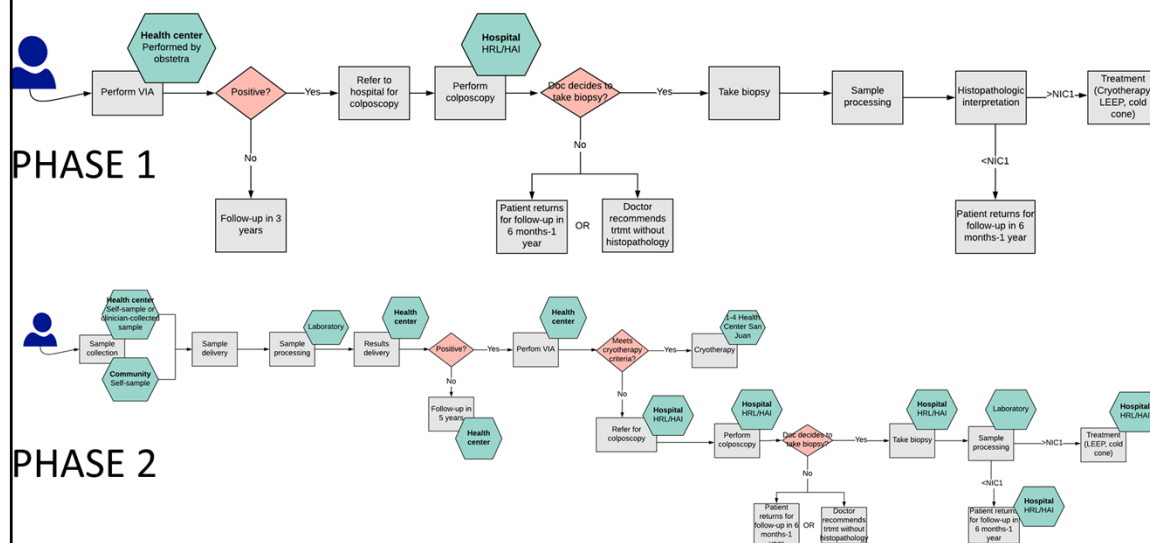 Health center
Performed by
obstetra
Perform VIA
Positive?
Yes
No
Follow-up in 3
years
Refer to
hospital for
colposcopy
Hospital
HRL/HAI
Perform
colposcopy
Doc decides to
take biopsy?
Yes
No
Patient returns
for follow-up in
6 months-1
year
OR
Doctor
recommends
trtmt without
histopathology
Take biopsy
Sample
processing
Histopathologic
interpretation
>NIC1
Treatment
(Cryotherapy
LEEP, cold
cone)
<NIC1
Patient returns
for follow-up in 6
months-1 year
PHASE 1
Health center
Self-sample or
clinician-collected
sample
Sample
collection
Community
Self-sample
Sample
delivery
Sample
processing
Laboratory
Results
delivery
Health
center
Positive?
Yes
No
Follow-up in
5 years
Health
center
Perfom VIA
Health
center
Meets
cryotherapy
criteria?
Yes
Cryotherapy
1-4 Health
Center San
Juan
No
Refer for
colposcopy
Hospital
HRL/HAI
Perform
colposcopy
Hospital
HRL/HAI
Doc decides to
take biopsy?
Yes
No
Patient returns
for follow-up in 6
months-1
year
OR
Doctor
recommends
trtmt without
histopathology
Take biopsy
Hospital
HRL/HAI
Sample
processing
Laboratory
>NIC1
Treatment
(LEEP, cold
cone)
Hospital
HRL/HAI
<NIC1
Patient returns
for follow-up in
6 months-1
year
Hospital
HRL/HAI
PHASE 2